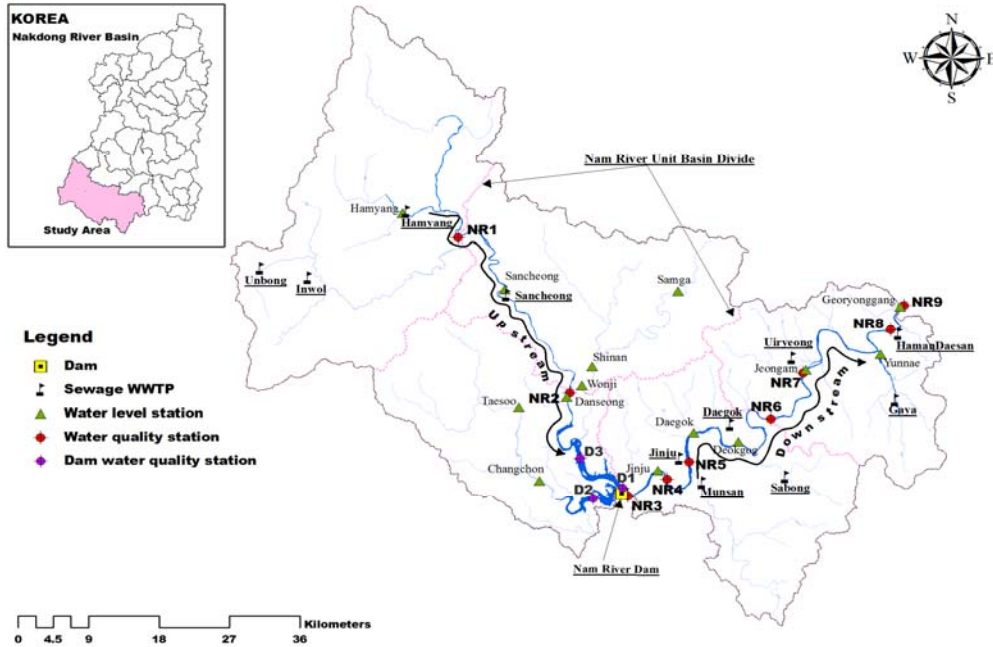 KOREA
Nakdong River Basin
Study Area
N
W
E
S
Nam River Unit Basin Divide
Hamyang
Hamyang
NR1
Unbong
Inwol
Sancheong
Sancheong
Samga
Up stream
Georyonggang
NR9
NR8
HamanDaesan
Uiryeong
Yunnae
Shinan
Jeongam
NR7
Wonji
NR2
Danseong
Taesoo
Gaya
NR6
Daegok
Daegok
Down stream
Deokgog
D3
Jinju
Jinju
NR5
Changchon
D1
D2
NR4
Munsan
Sabong
NR3
Nam River Dam
Legend
Dam
Sewage WWTP
Water level station
Water quality station
Dam water quality station
Kilometers
0 4.5 9 18 27 36